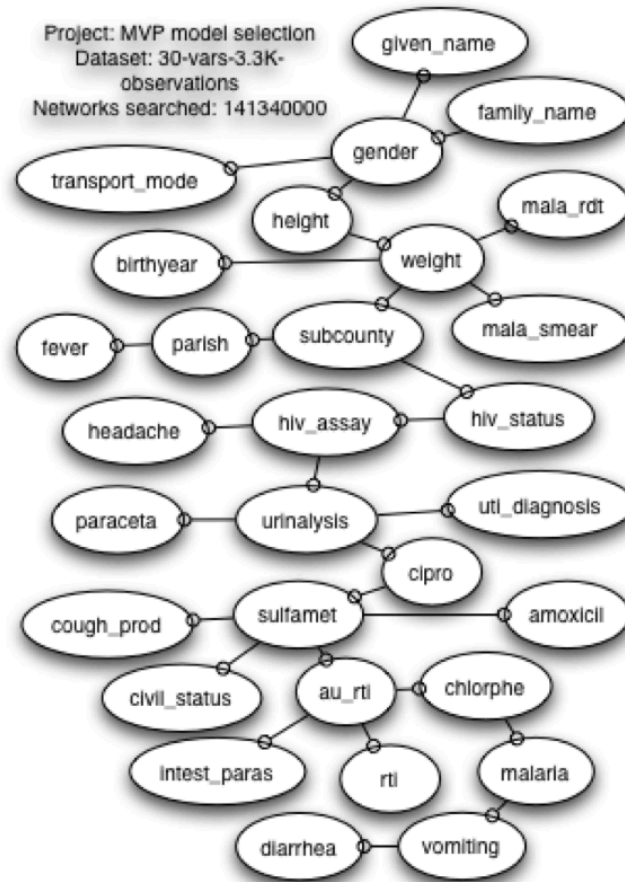 Project: MVP model selection
Dataset: 30-vars-3.3K-
observations
Networks searched: 141340000
given_name
family_name
gender
transport_mode
mala_rdt
height
birthyear
weight
mala_smear
subcounty
fever
parish
hiv_status
hiv_assay
headache
uti_diagnosis
paraceta
urinalysis
cipro
sulfamet
amoxicil
cough_prod
chlorphe
civil_status
au_rti
intest_paras
rti
malaria
diarrhea
vomiting